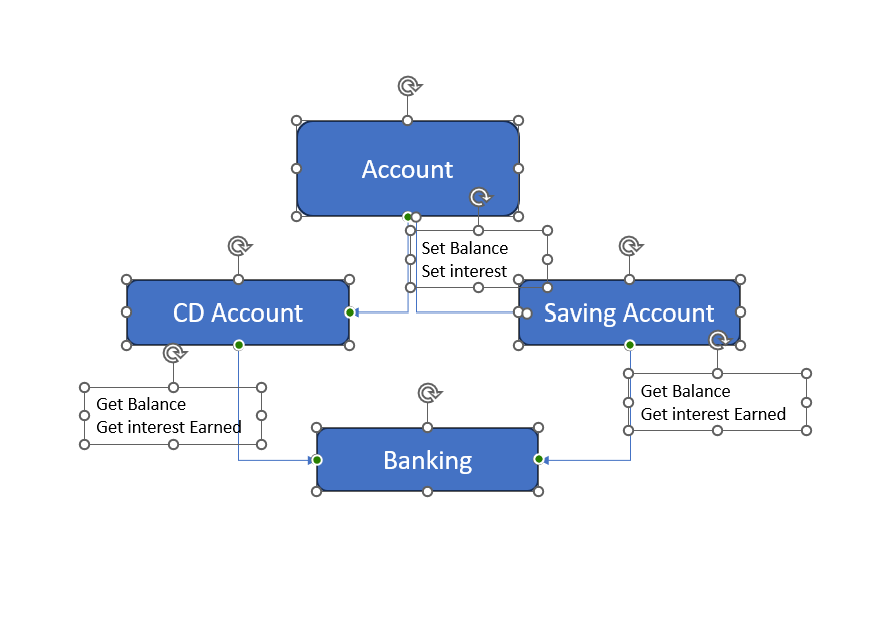 Account
Set Balance
Set interest
CD Account
Saving Account
Get Balance
Get interest Earned
Get Balance
Get interest Earned
Banking